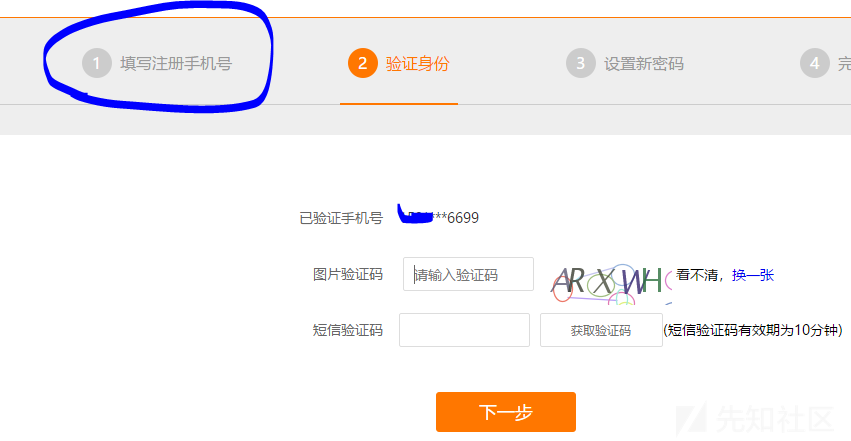 1 填写注册手机号
2 验证身份
3 设置新密码
4 完
已验证手机号 ***6699
图片验证码 请输入验证码 ARXWH 看不清，换一张
短信验证码 获取验证码 (短信验证码有效期为10分钟)
下一步
先知社区